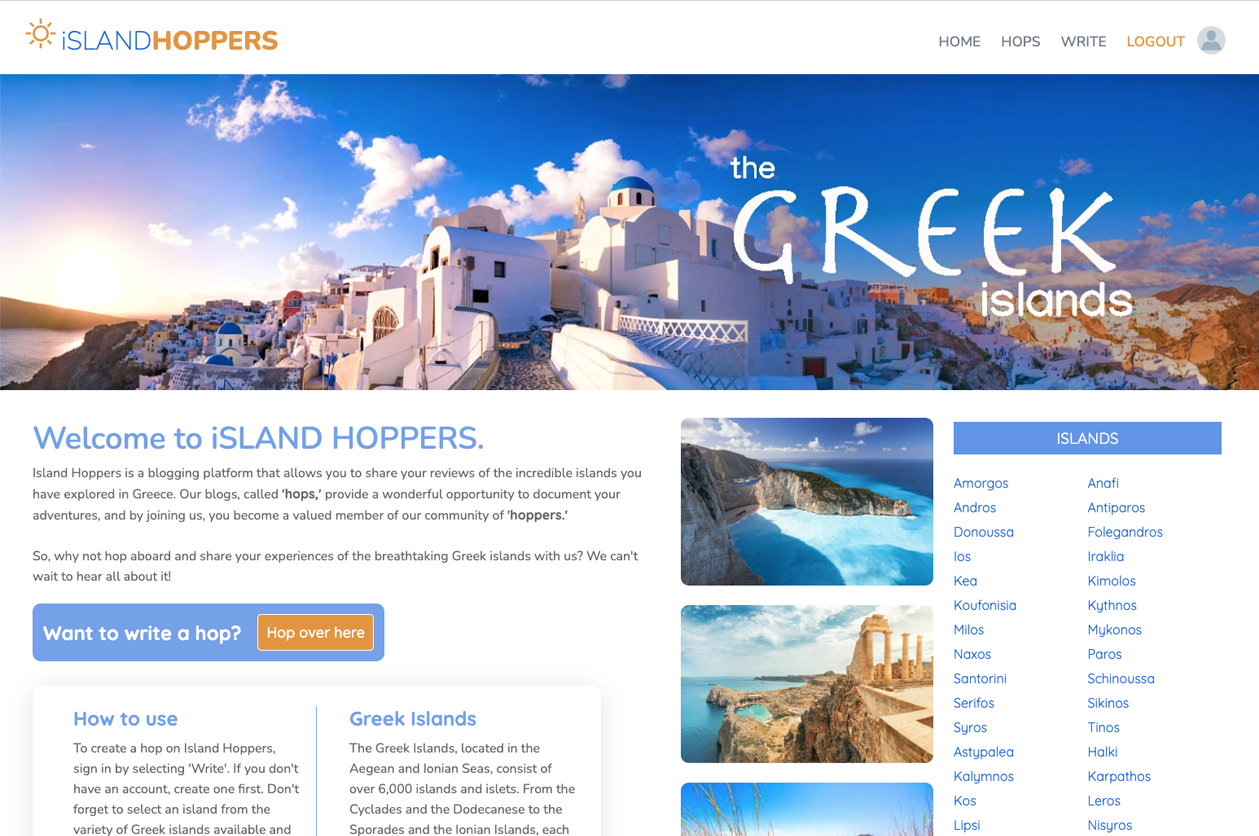 iSLANDHOPPERS
HOME HOPS WRITE LOGOUT
the
GREEK
islands
Welcome to iSLAND HOPPERS.
Island Hoppers is a blogging platform that allows you to share your reviews of the incredible islands you
have explored in Greece. Our blogs, called 'hops,' provide a wonderful opportunity to document your
adventures, and by joining us, you become a valued member of our community of 'hoppers.'
So, why not hop aboard and share your experiences of the breathtaking Greek islands with us? We can't
wait to hear all about it!
Want to write a hop? Hop over here
How to use
To create a hop on Island Hoppers,
sign in by selecting 'Write'. If you don't
have an account, create one first. Don't
forget to select an island from the
variety of Greek islands available and
Greek Islands
The Greek Islands, located in the
Aegean and Ionian Seas, consist of
over 6,000 islands and islets. From the
Cyclades and the Dodecanese to the
Sporades and the Ionian Islands, each
ISLANDS
Amorgos Anafi
Andros Antiparos
Donoussa Folegandros
Ios Iraklia
Kea Kimolos
Koufonisia Kythnos
Milos Mykonos
Naxos Paros
Santorini Schinoussa
Serifos Sikinos
Syros Tinos
Astypalea Halki
Kalymnos Karpathos
Kos Leros
Lipsi Nisyros